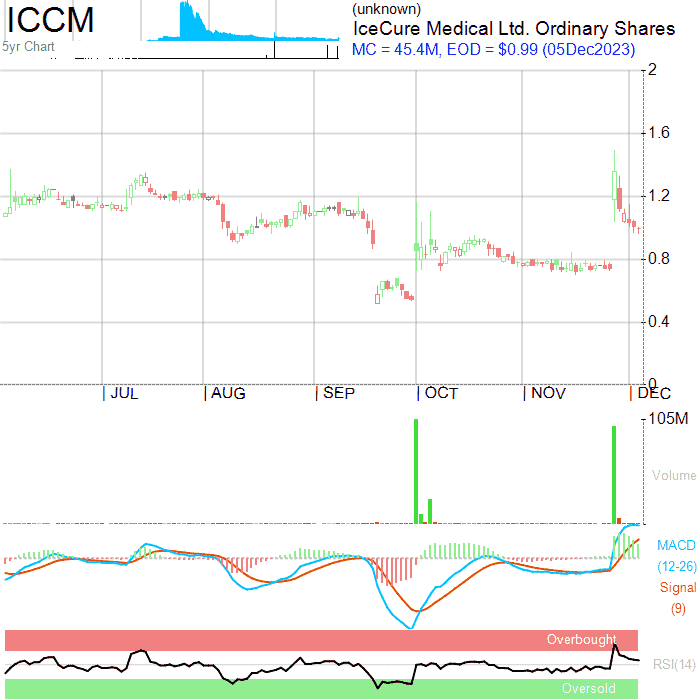 ICCM
5yr Chart
(unknown)
IceCure Medical Ltd. Ordinary Shares
MC = 45.4M, EOD = $0.99 (05Dec2023)
2
1.6
1.2
0.8
0.4
0
JUL AUG SEP OCT NOV DEC
105M
Volume
MACD
(12-26)
Signal
(9)
Overbought
RSI(14)
Oversold